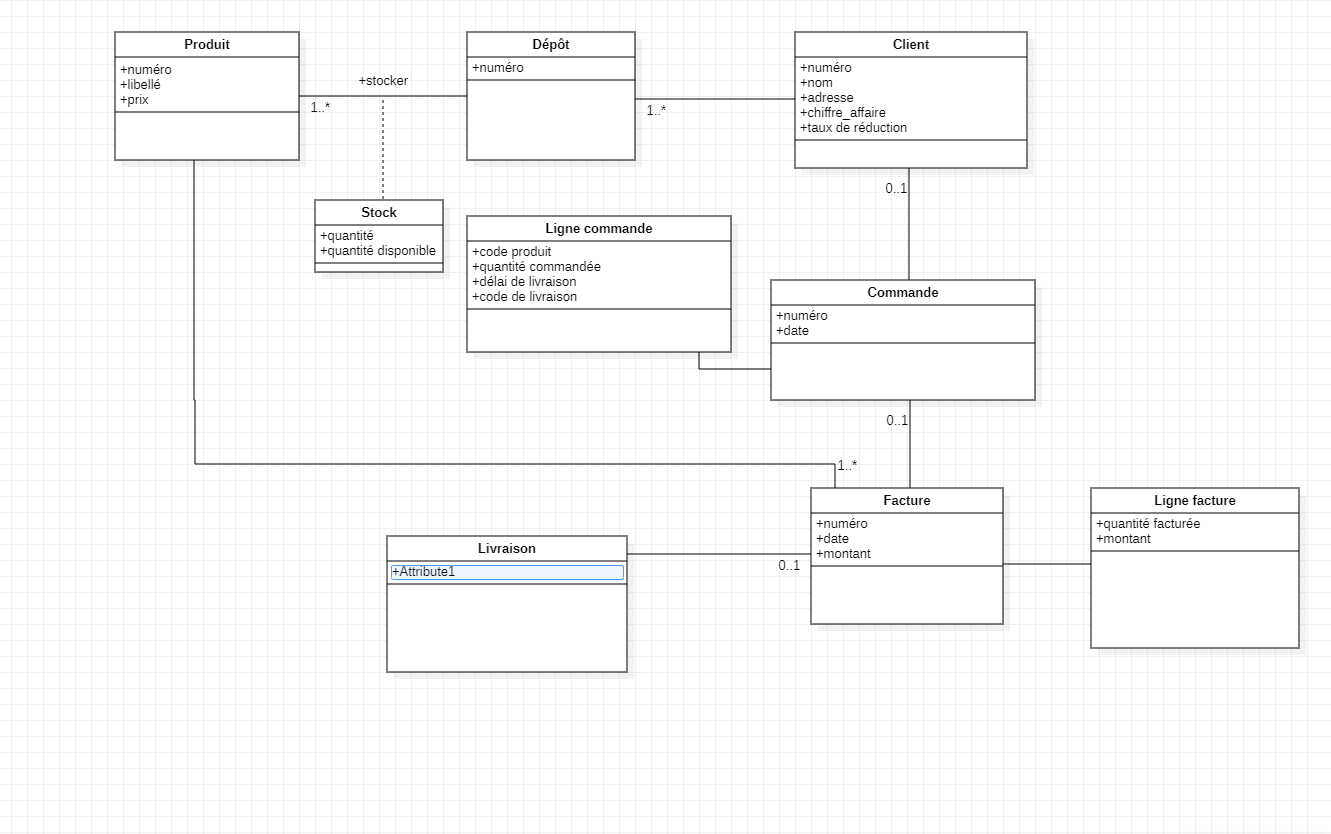 Produit
+numéro
+libellé
+prix
+stocker
1..*
Dépôt
+numéro
1..*
Client
+numéro
+nom
+adresse
+chiffre_affaire
+taux de réduction
0..1
Stock
+quantité
+quantité disponible
Ligne commande
+code produit
+quantité commandée
+délai de livraison
+code de livraison
Commande
+numéro
+date
0..1
1..*
Facture
+numéro
+date
+montant
Ligne facture
+quantité facturée
+montant
Livraison
+Attribute1
0..1